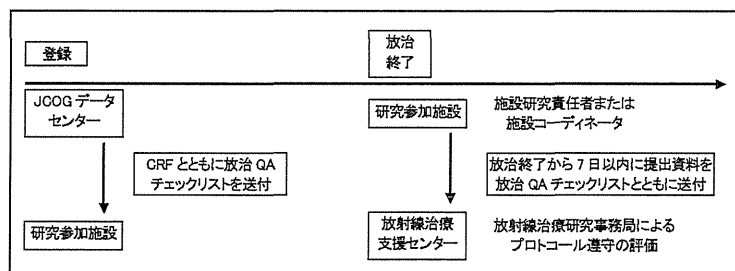 登録
放治
終了
JCOG データ
センター
研究参加施設
施設研究責任者または
施設コーディネータ
CRF とともに放治 QA
チェックリストを送付
放治終了から 7 日以内に提出資料を
放治 QA チェックリストとともに送付
研究参加施設
放射線治療
支援センター
放射線治療研究事務局による
プロトコール遵守の評価